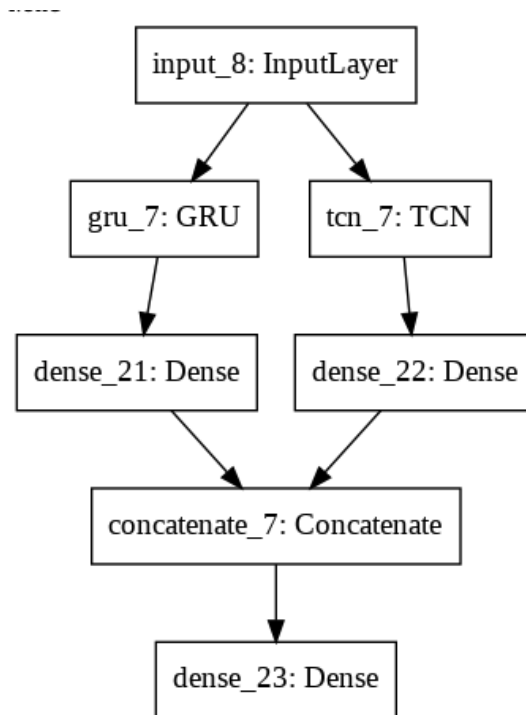 input_8: InputLayer
gru_7: GRU
tcn_7: TCN
dense_21: Dense
dense_22: Dense
concatenate_7: Concatenate
dense_23: Dense